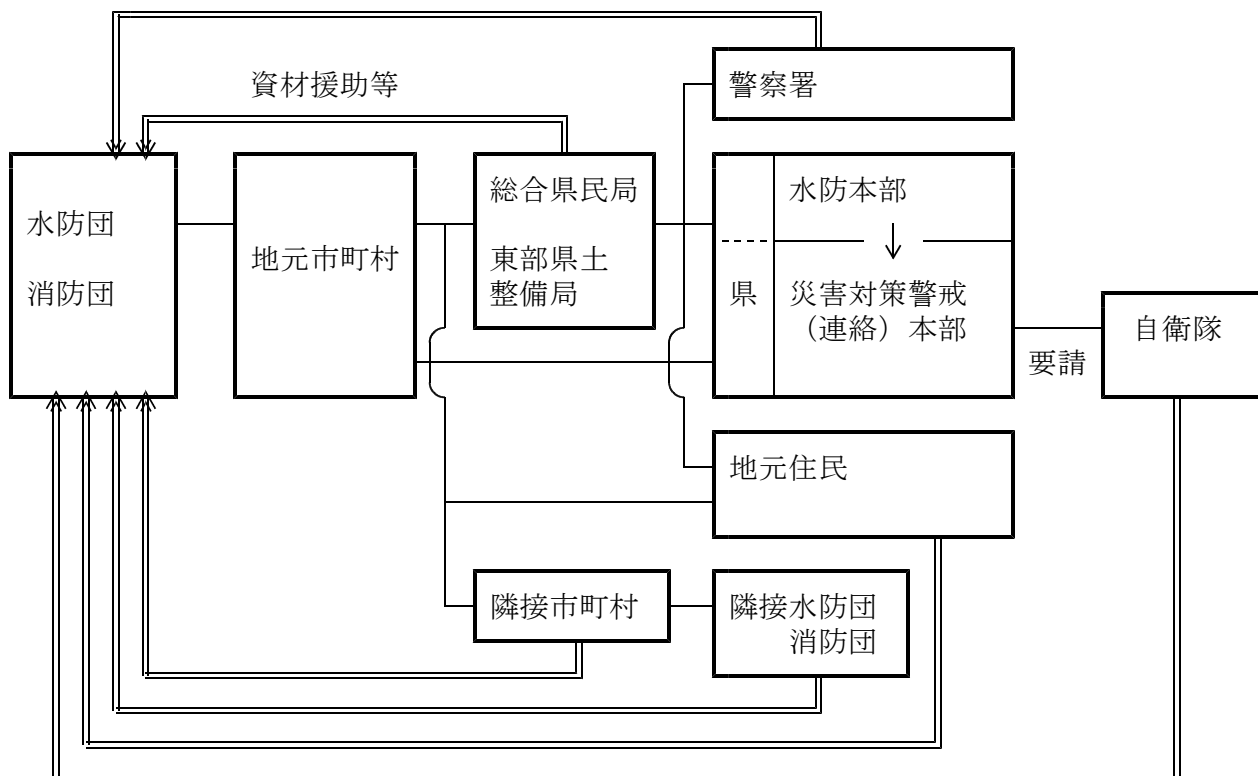 警察署
資材援助等
水防団
消防団
地元市町村
総合県民局
東部県土
整備局
県
水防本部
災害対策警戒
（連絡）本部
要請
自衛隊
地元住民
隣接市町村
隣接水防団
消防団